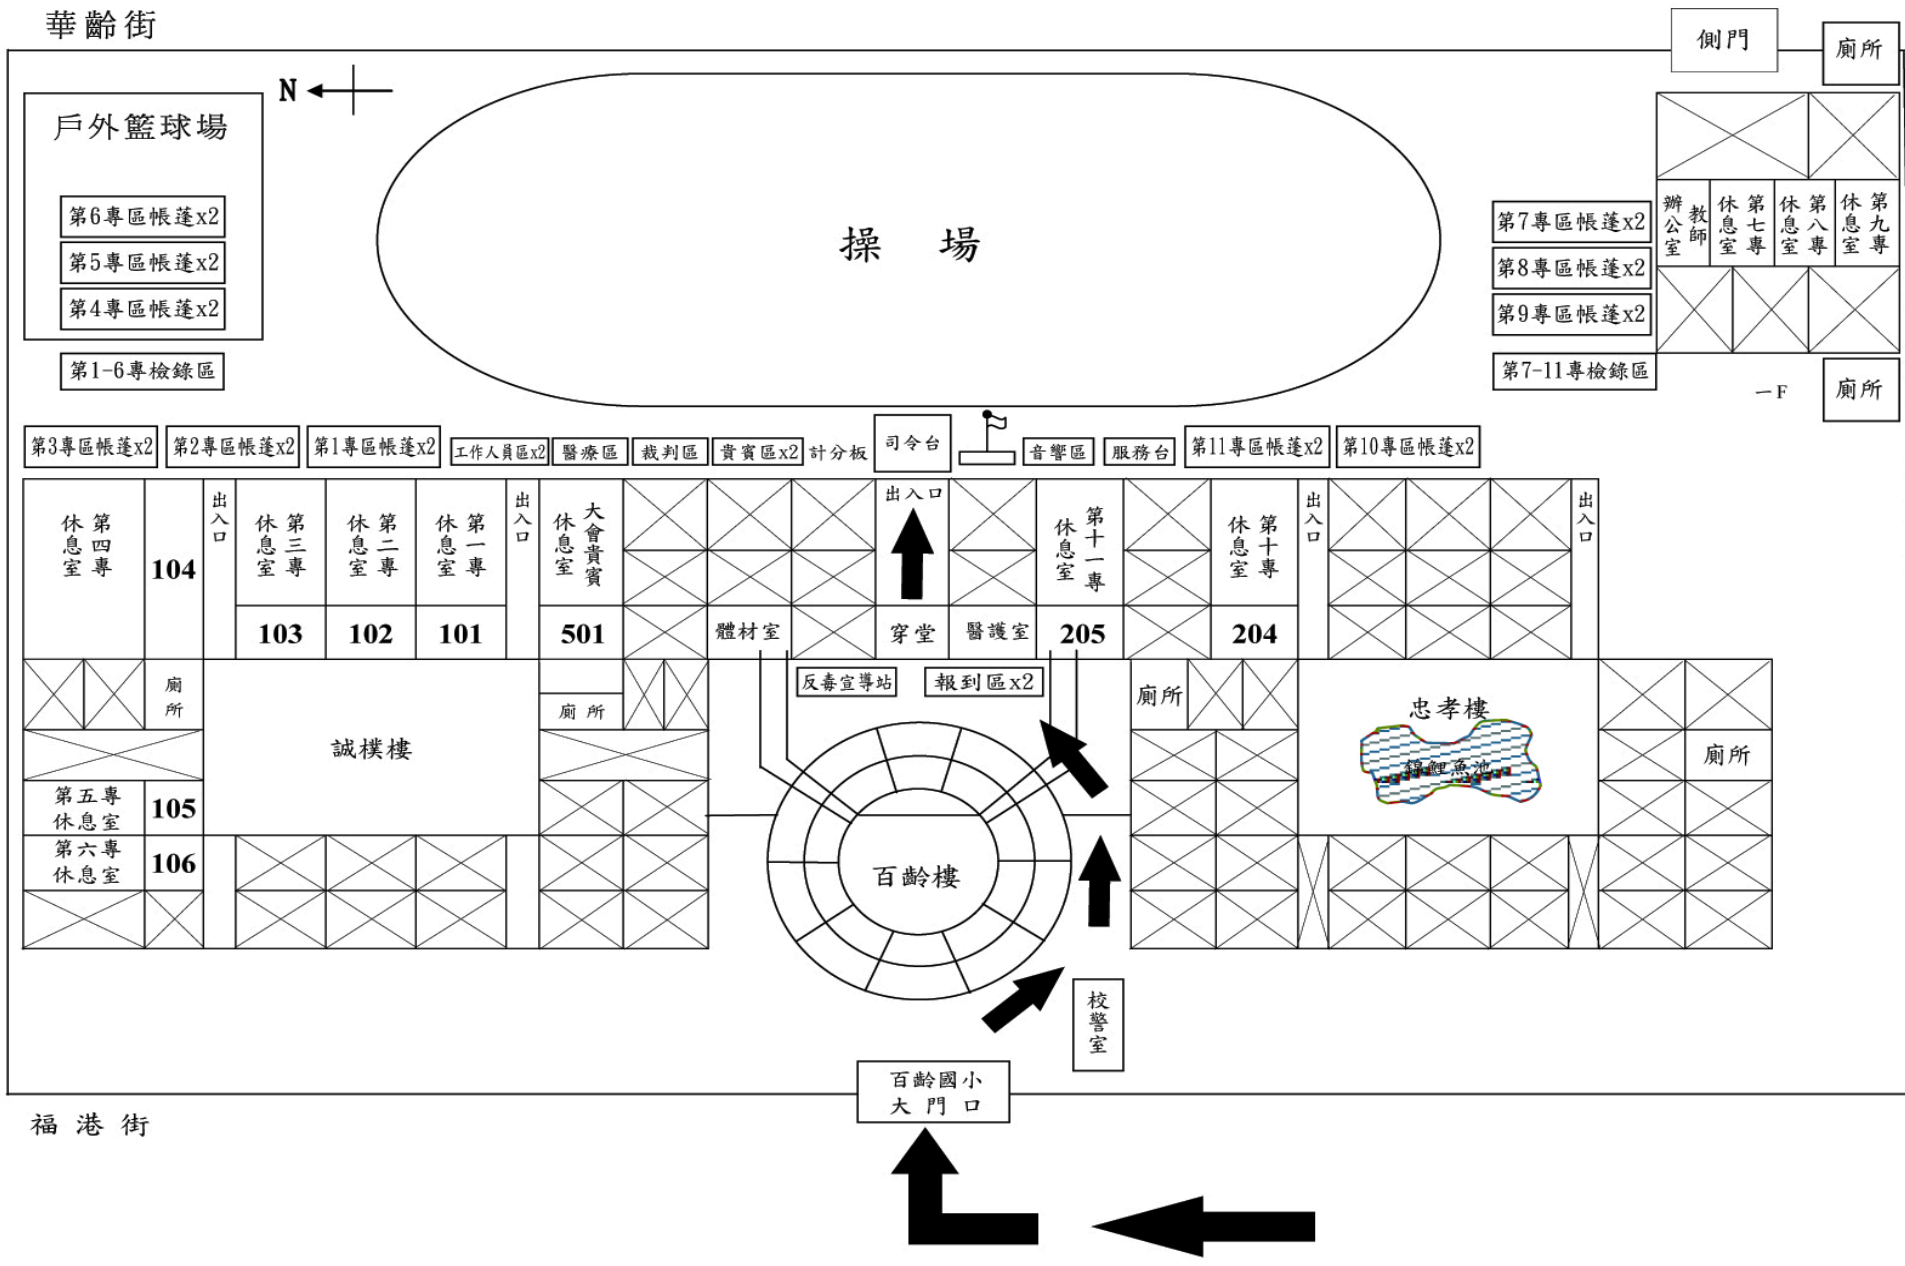 華齡街
側門
廁所
N
戶外籃球場
第6專區帳蓬x2
第5專區帳蓬x2
第4專區帳蓬x2
第1-6專檢錄區
操 場
第7專區帳蓬x2
第8專區帳蓬x2
第9專區帳蓬x2
第7-11專檢錄區
教師
辦公室
第七專
休息室
第八專
休息室
第九專
休息室
一F
廁所
第3專區帳蓬x2
第2專區帳蓬x2
第1專區帳蓬x2
工作人員區x2
醫療區
裁判區
貴賓區x2
計分板
司令台
音響區
服務台
第11專區帳蓬x2
第10專區帳蓬x2
第四專
休息室
104
出入口
第三專
休息室
103
第二專
休息室
102
第一專
休息室
101
出入口
大會貴賓
休息室
501
體材室
出入口
穿堂
醫護室
第十一專
休息室
205
第十專
休息室
204
出入口
出入口
廁所
誠樸樓
廁所
反毒宣導站
報到區x2
廁所
忠孝樓
錦鯉魚池
廁所
第五專
休息室
105
第六專
休息室
106
百齡樓
校警室
百齡國小
大門口
福港街